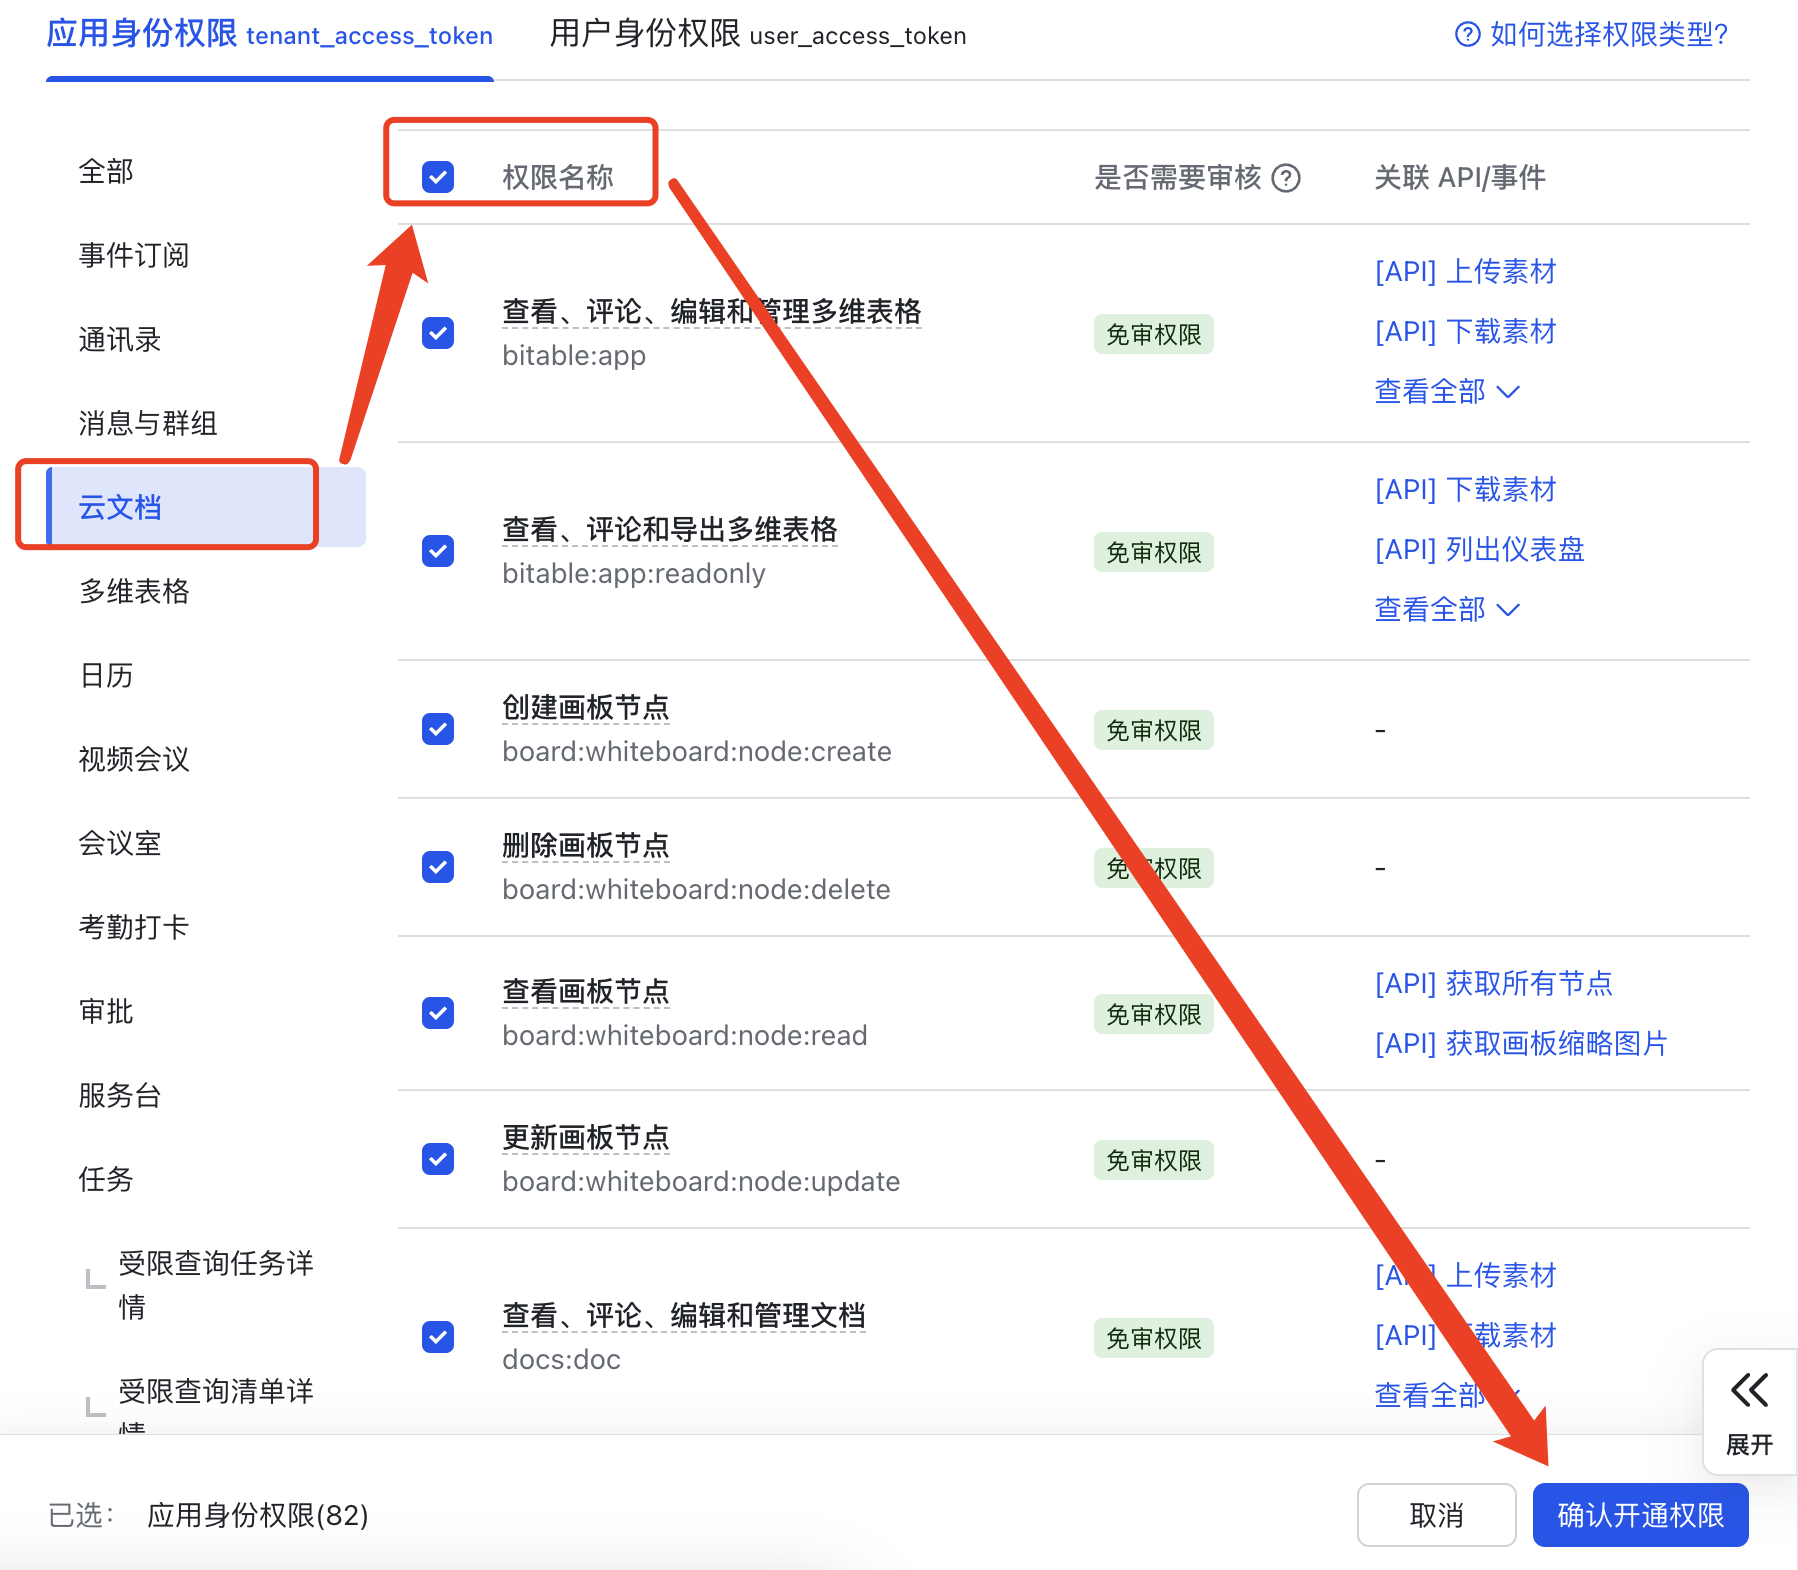 应用身份权限 tenant_access_token
用户身份权限 user_access_token
如何选择权限类型?
全部
事件订阅
通讯录
消息与群组
云文档
多维表格
日历
视频会议
会议室
考勤打卡
审批
服务台
任务
受限查询任务详
情
受限查询清单详
权限名称
是否需要审核
关联 API/事件
查看、评论、编辑和管理多维表格
bitable:app
免审权限
[API] 上传素材
[API] 下载素材
查看全部
查看、评论和导出多维表格
bitable:app:readonly
免审权限
[API] 下载素材
[API] 列出仪表盘
查看全部
创建画板节点
board:whiteboard:node:create
免审权限
-
删除画板节点
board:whiteboard:node:delete
免审权限
-
查看画板节点
board:whiteboard:node:read
免审权限
[API] 获取所有节点
[API] 获取画板缩略图片
更新画板节点
board:whiteboard:node:update
免审权限
-
查看、评论、编辑和管理文档
docs:doc
免审权限
[API] 上传素材
[API] 下载素材
查看全部
展开
已选： 应用身份权限(82)
取消
确认开通权限